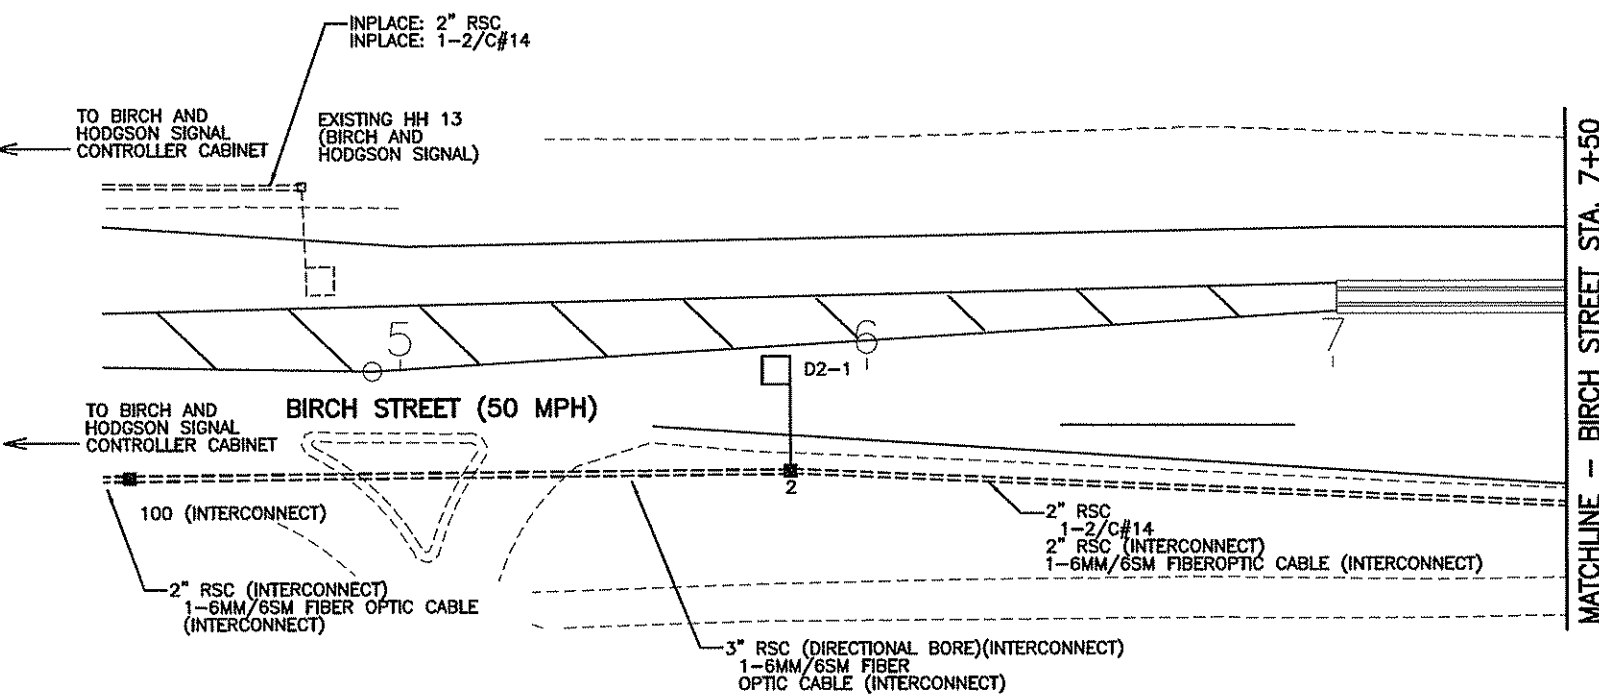 INPLACE: 2" RSC
INPLACE: 1-2/C#14
TO BIRCH AND
HODGSON SIGNAL
CONTROLLER CABINET
EXISTING HH 13
(BIRCH AND
HODGSON SIGNAL)
5
6
7
D2-1
BIRCH STREET (50 MPH)
TO BIRCH AND
HODGSON SIGNAL
CONTROLLER CABINET
2
100 (INTERCONNECT)
2" RSC
1-2/C#14
2" RSC (INTERCONNECT)
1-6MM/6SM FIBEROPTIC CABLE (INTERCONNECT)
2" RSC (INTERCONNECT)
1-6MM/6SM FIBER OPTIC CABLE
(INTERCONNECT)
3" RSC (DIRECTIONAL BORE)(INTERCONNECT)
1-6MM/6SM FIBER
OPTIC CABLE (INTERCONNECT)
MATCHLINE - BIRCH STREET STA. 7+50